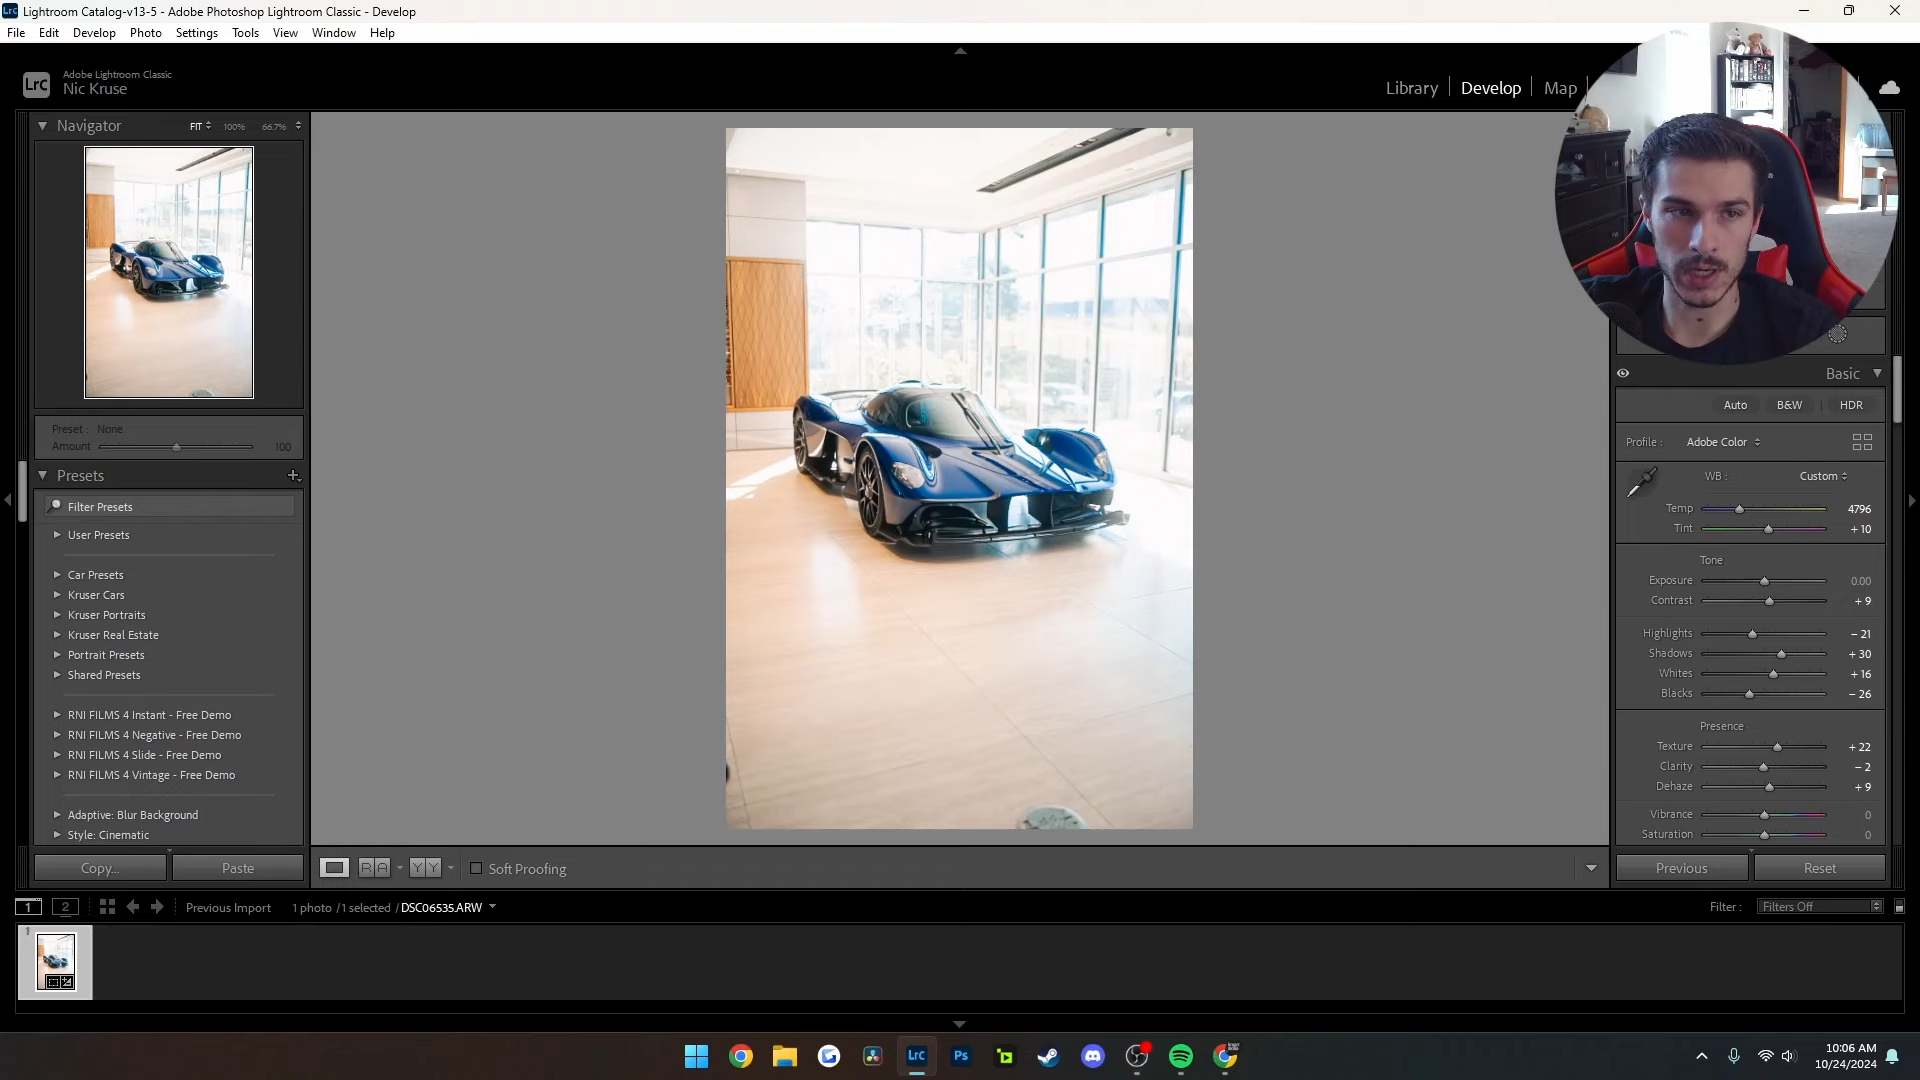 Lrc Lightroom Catalog-v13-5 - Adobe Photoshop Lightroom Classic - Develop
File Edit Develop Photo Settings Tools View Window Help
Lrc Adobe Lightroom Classic
Nic Kruse
Library Develop Map
Navigator FIT 100% 66.7%
Preset : None
Amount 100
Presets
Filter Presets
User Presets
Car Presets
Kruser Cars
Kruser Portraits
Kruser Real Estate
Portrait Presets
Shared Presets
RNI FILMS 4 Instant - Free Demo
RNI FILMS 4 Negative - Free Demo
RNI FILMS 4 Slide - Free Demo
RNI FILMS 4 Vintage - Free Demo
Adaptive: Blur Background
Style: Cinematic
Copy... Paste
Basic
Auto B&W HDR
Profile : Adobe Color
WB : Custom
Temp 4796
Tint + 10
Tone
Exposure 0.00
Contrast + 9
Highlights − 21
Shadows + 30
Whites + 16
Blacks − 26
Presence
Texture + 22
Clarity − 2
Dehaze + 9
Vibrance 0
Saturation 0
Previous Reset
R A Y Y Soft Proofing
1 2 Previous Import 1 photo / 1 selected / DSC06535.ARW Filter : Filters Off
1
LrC Ps
10:06 AM
10/24/2024